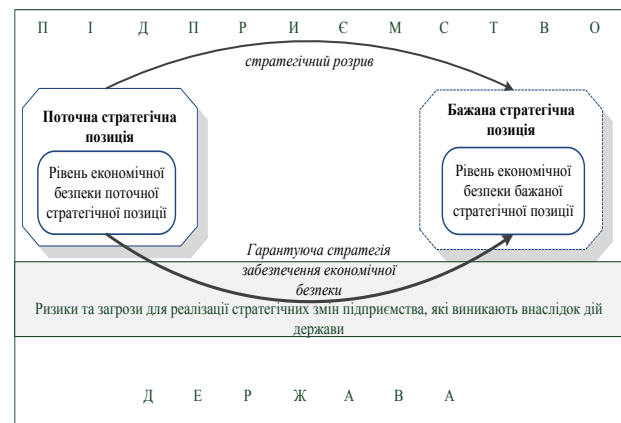 П І Д П Р И Є М С Т В О
стратегічний розрив
Поточна стратегічна
позиція
Рівень економічної
безпеки поточної
стратегічної позиції
Бажана стратегічна
позиція
Рівень економічної
безпеки бажаної
стратегічної позиції
Гарантуюча стратегія
забезпечення економічної
безпеки
Ризики та загрози для реалізації стратегічних змін підприємства, які виникають внаслідок дій
держави
Д Е Р Ж А В А